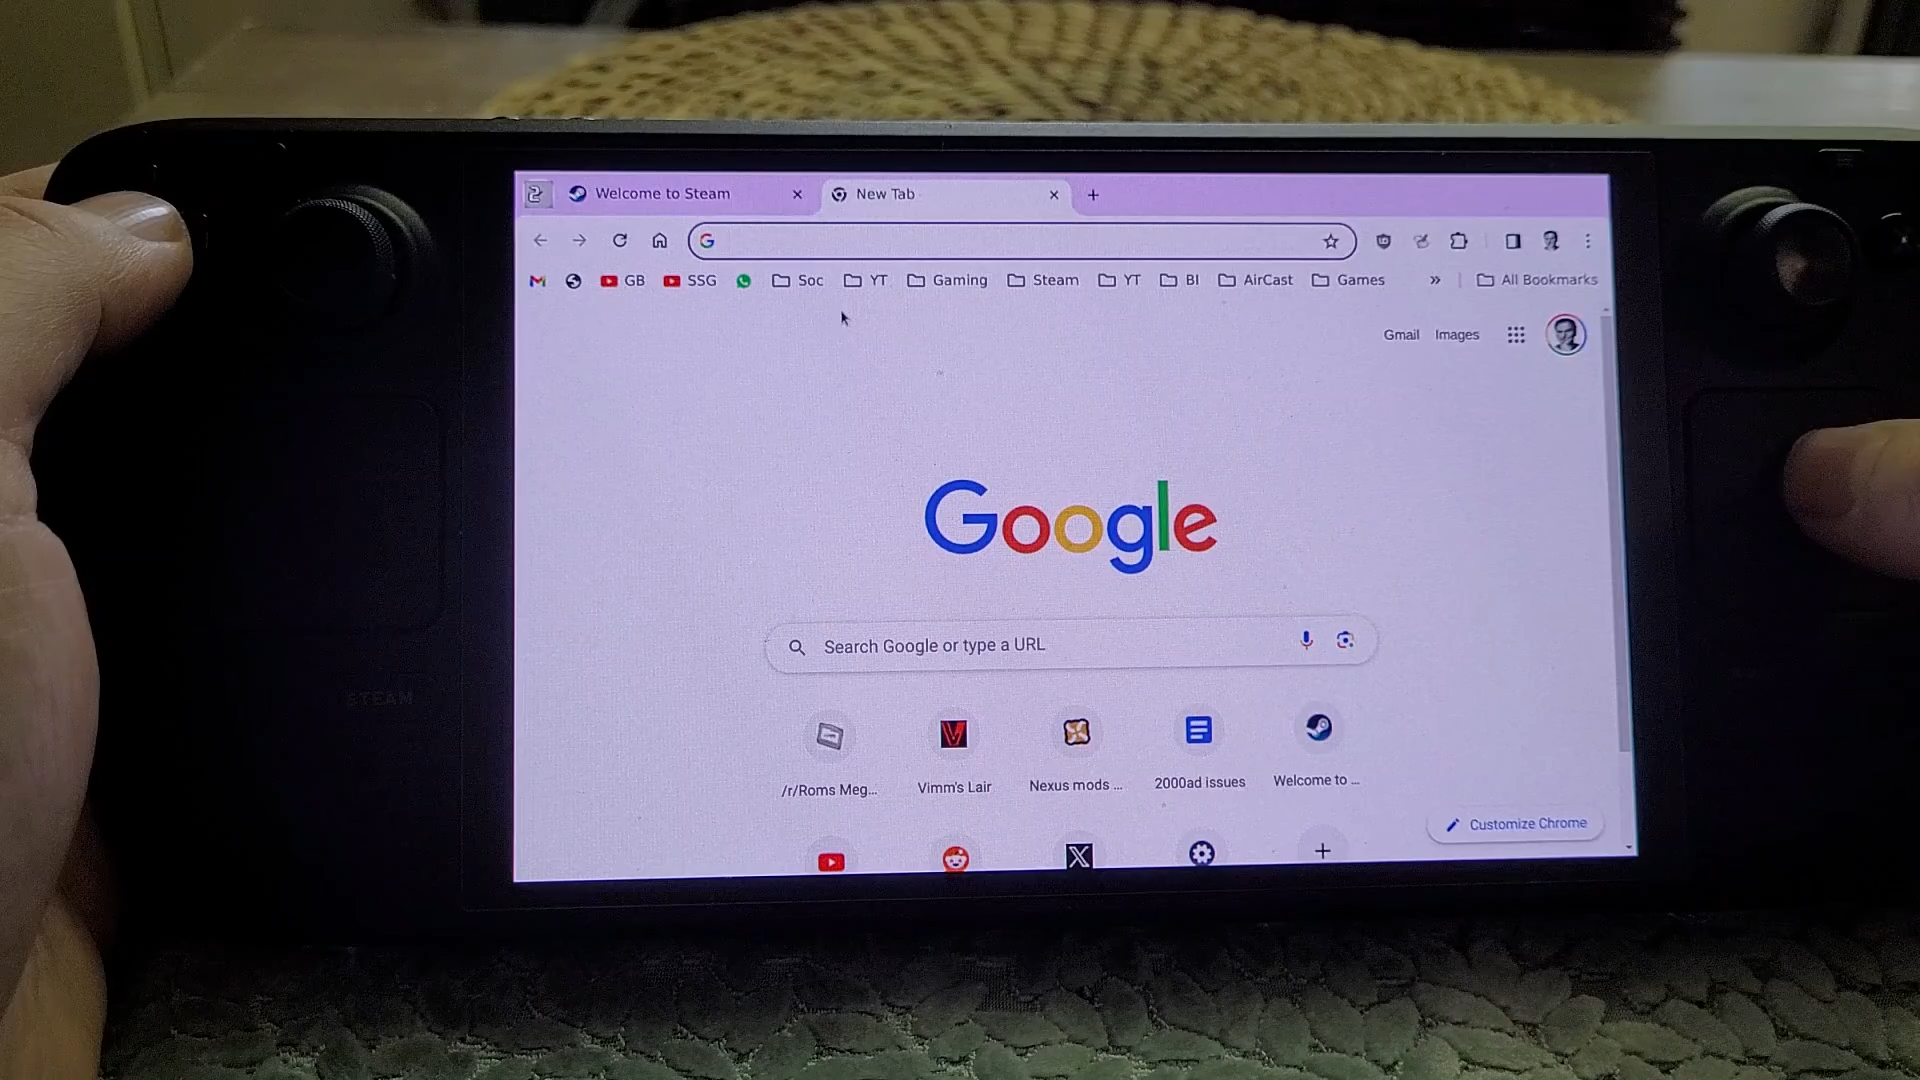 Welcome to Steam
New Tab
GB
SSG
Soc
YT
Gaming
Steam
YT
BI
AirCast
Games
»
All Bookmarks
Gmail
Images
Google
Search Google or type a URL
/r/Roms Meg...
Vimm's Lair
Nexus mods ...
2000ad issues
Welcome to ...
Customize Chrome
STEAM